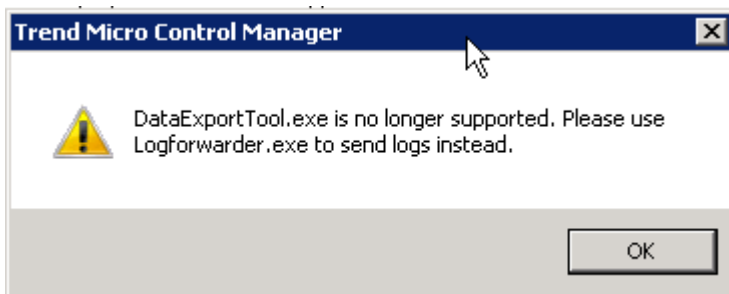 Trend Micro Control Manager
DataExportTool.exe is no longer supported. Please use
Logforwarder.exe to send logs instead.
OK